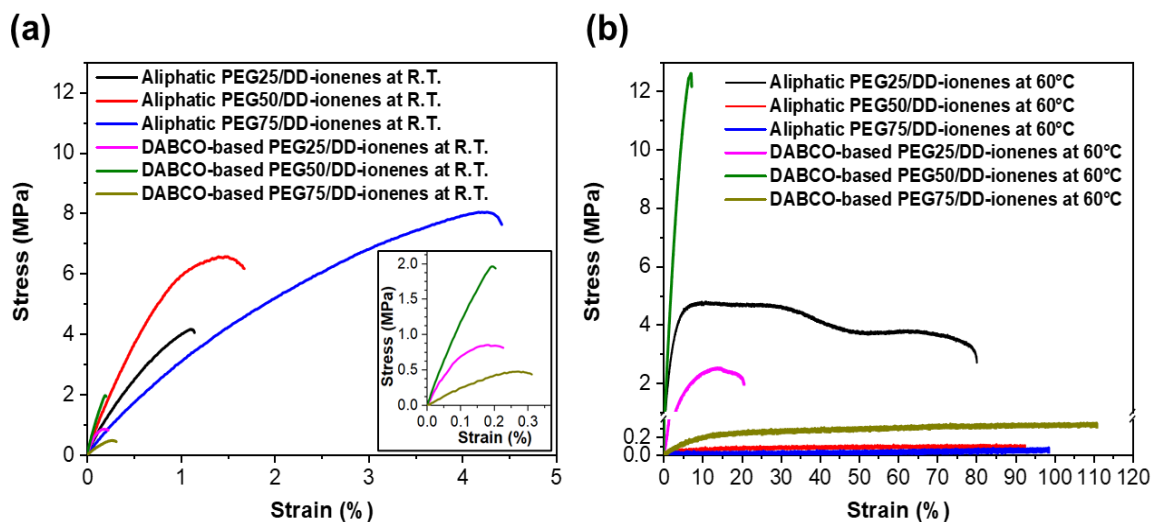 (a)
Aliphatic PEG25/DD-ionenes at R.T.
Aliphatic PEG50/DD-ionenes at R.T.
Aliphatic PEG75/DD-ionenes at R.T.
DABCO-based PEG25/DD-ionenes at R.T.
DABCO-based PEG50/DD-ionenes at R.T.
DABCO-based PEG75/DD-ionenes at R.T.
Stress (MPa)
12
10
8
6
4
2
0
0 1 2 3 4 5
Strain (%)
Stress (MPa)
2.0
1.5
1.0
0.5
0.0
0.0 0.1 0.2 0.3
Strain (%)
(b)
Aliphatic PEG25/DD-ionenes at 60ºC
Aliphatic PEG50/DD-ionenes at 60ºC
Aliphatic PEG75/DD-ionenes at 60ºC
DABCO-based PEG25/DD-ionenes at 60ºC
DABCO-based PEG50/DD-ionenes at 60ºC
DABCO-based PEG75/DD-ionenes at 60ºC
Stress (MPa)
12
10
8
6
4
2
0.2
0.0
0 10 20 30 40 50 60 70 80 90 100 110 120
Strain (%)